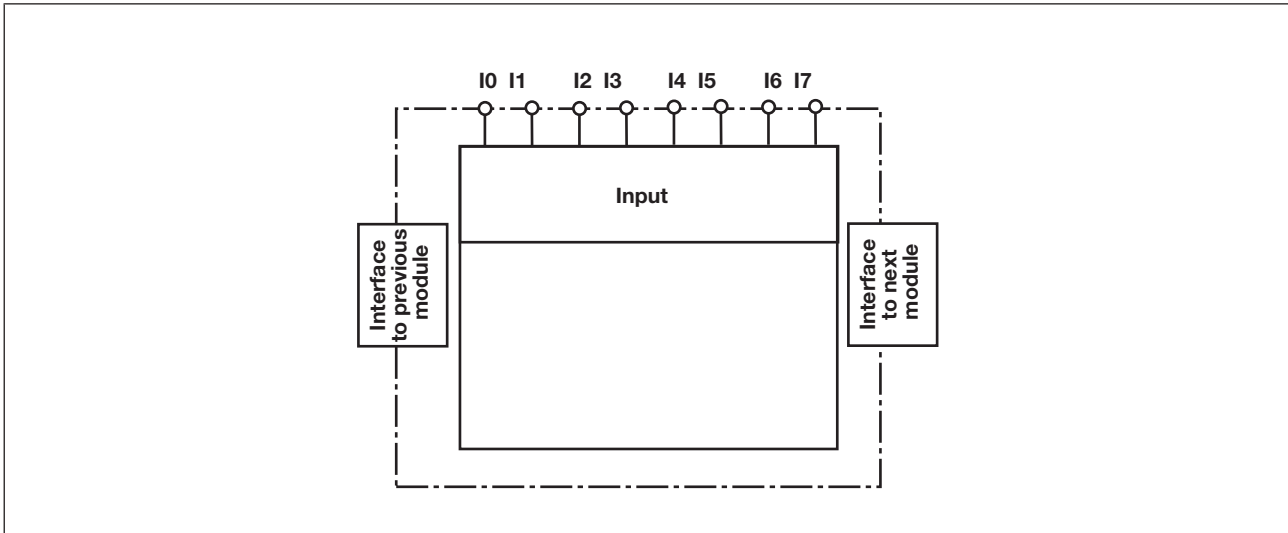 I0 I1 I2 I3 I4 I5 I6 I7
Input
Interface
to previous
module
Interface
to next
module